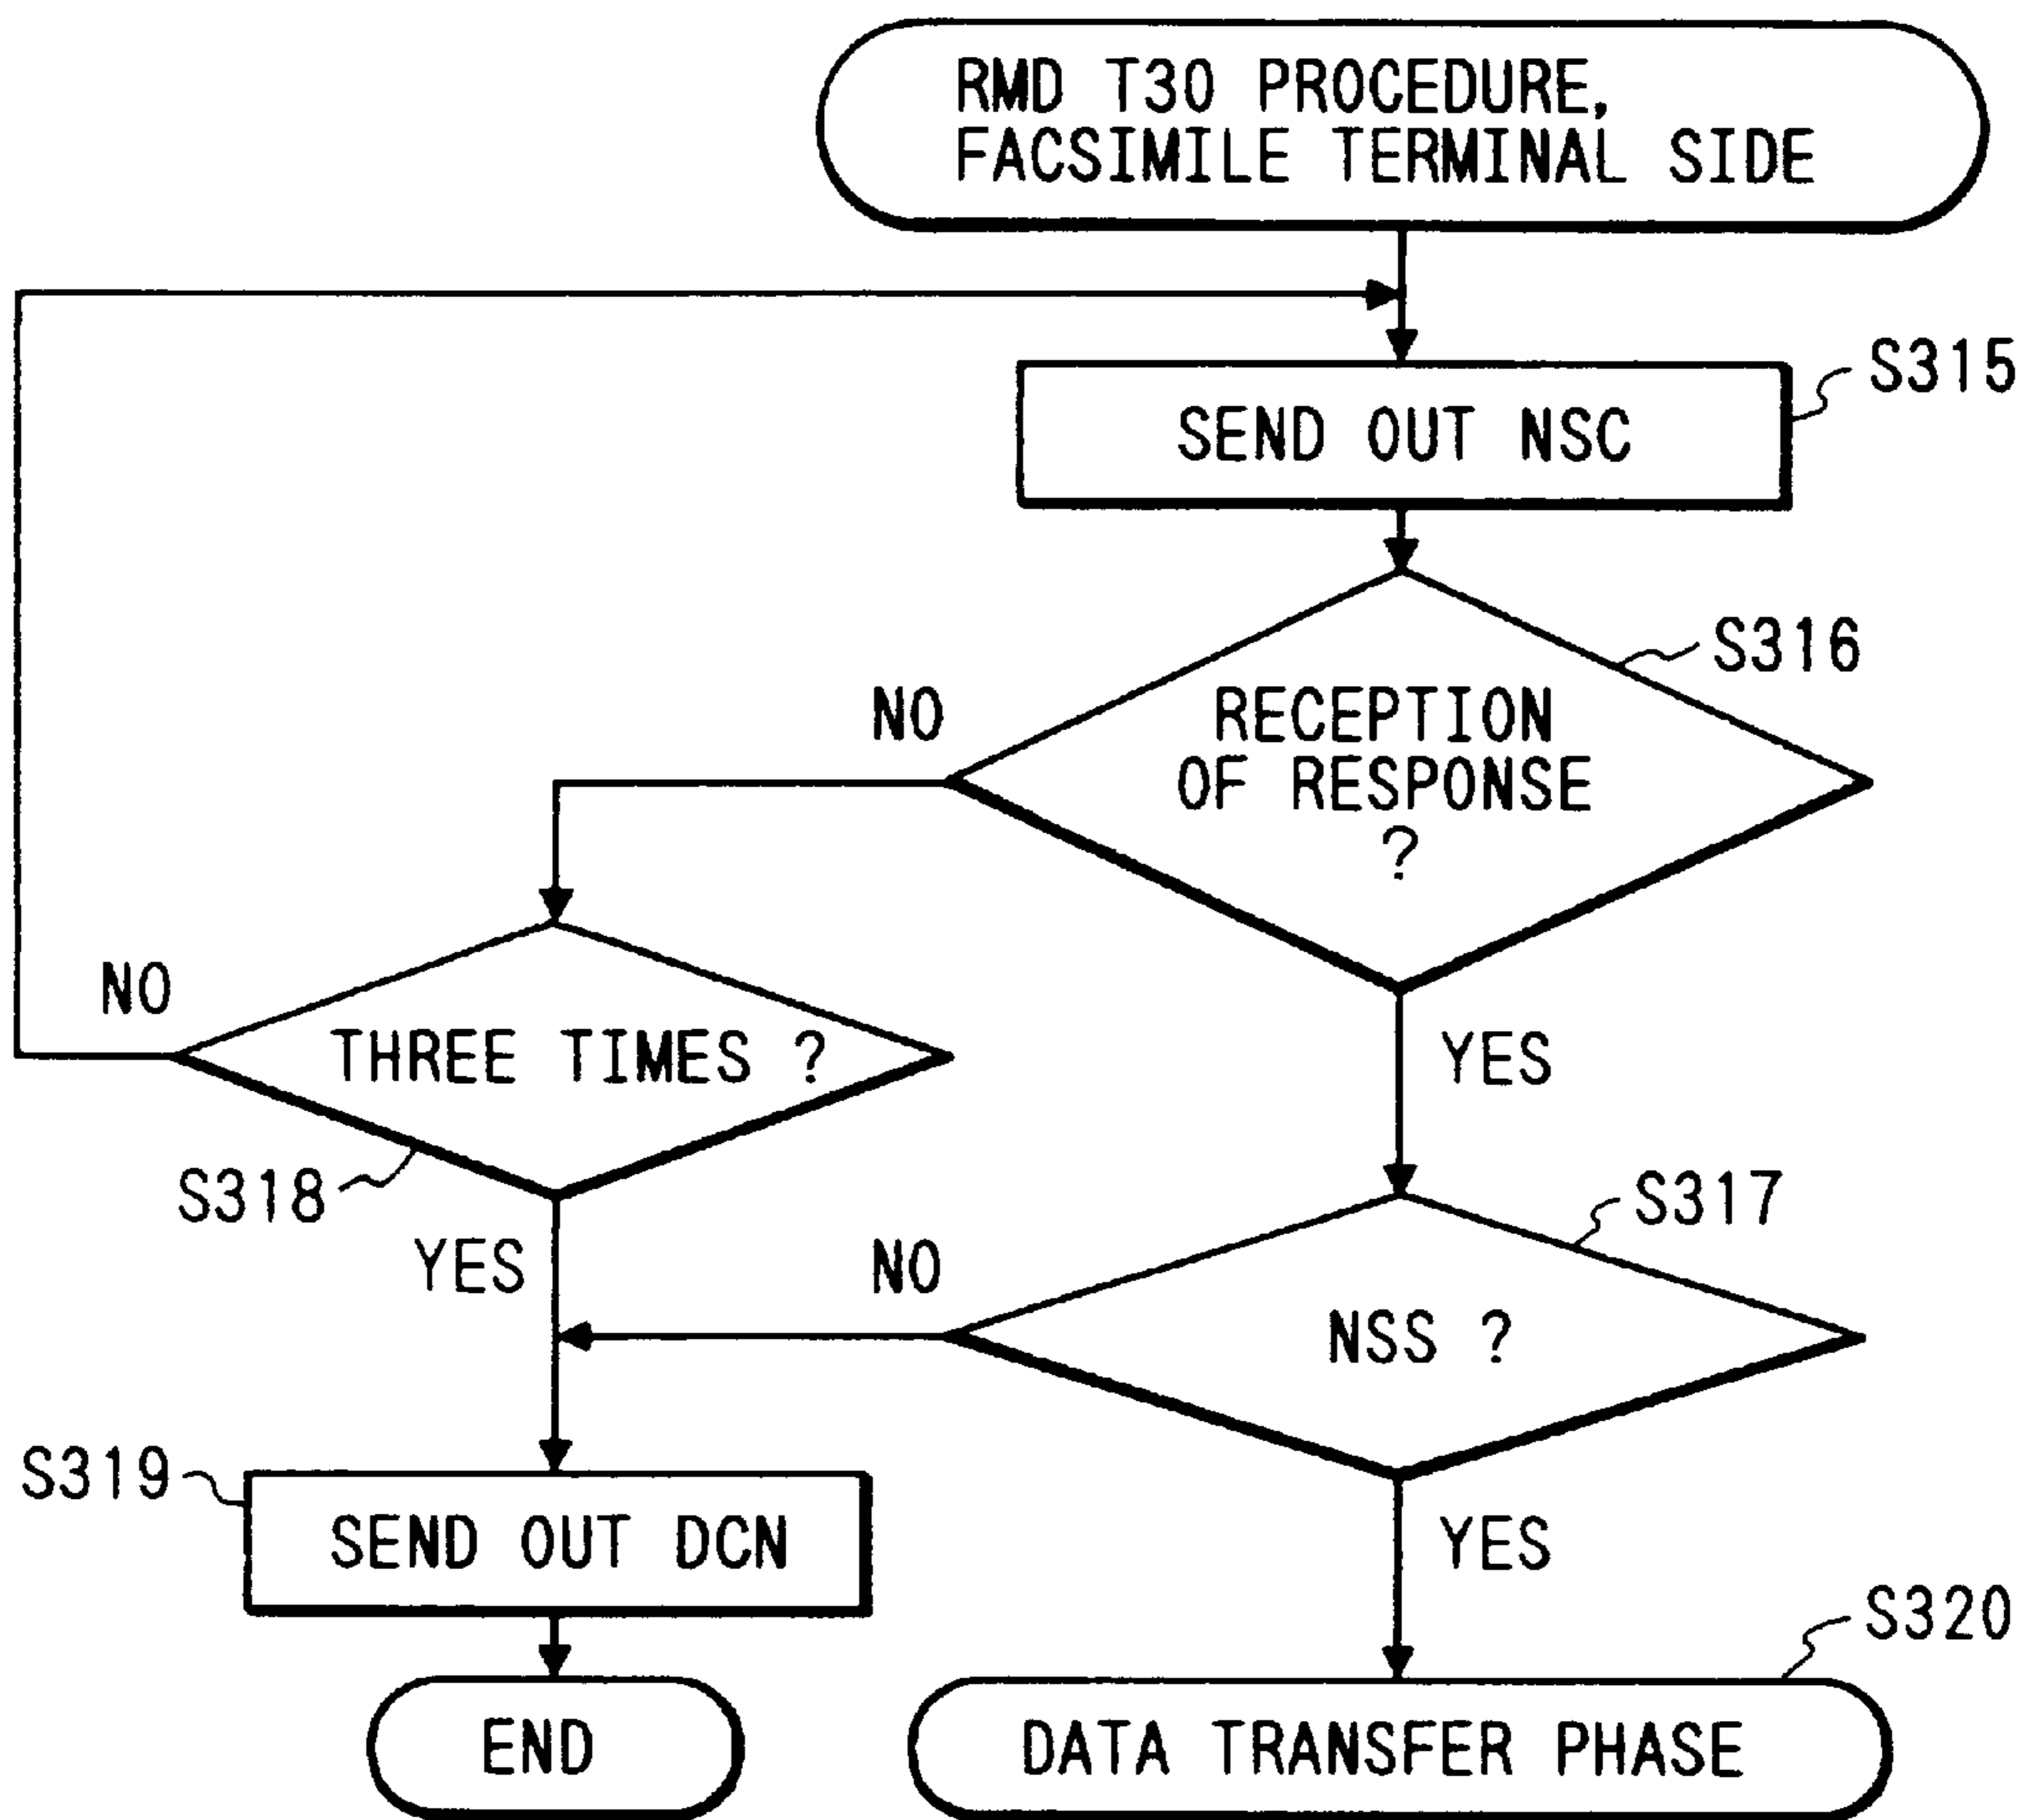 RMD T30 PROCEDURE,
FACSIMILE TERMINAL SIDE
S315
SEND OUT NSC
S316
NO
RECEPTION
OF RESPONSE
?
NO
THREE TIMES ?
YES
S318
S317
YES
NO
NSS ?
S319
SEND OUT DCN
YES
S320
END
DATA TRANSFER PHASE